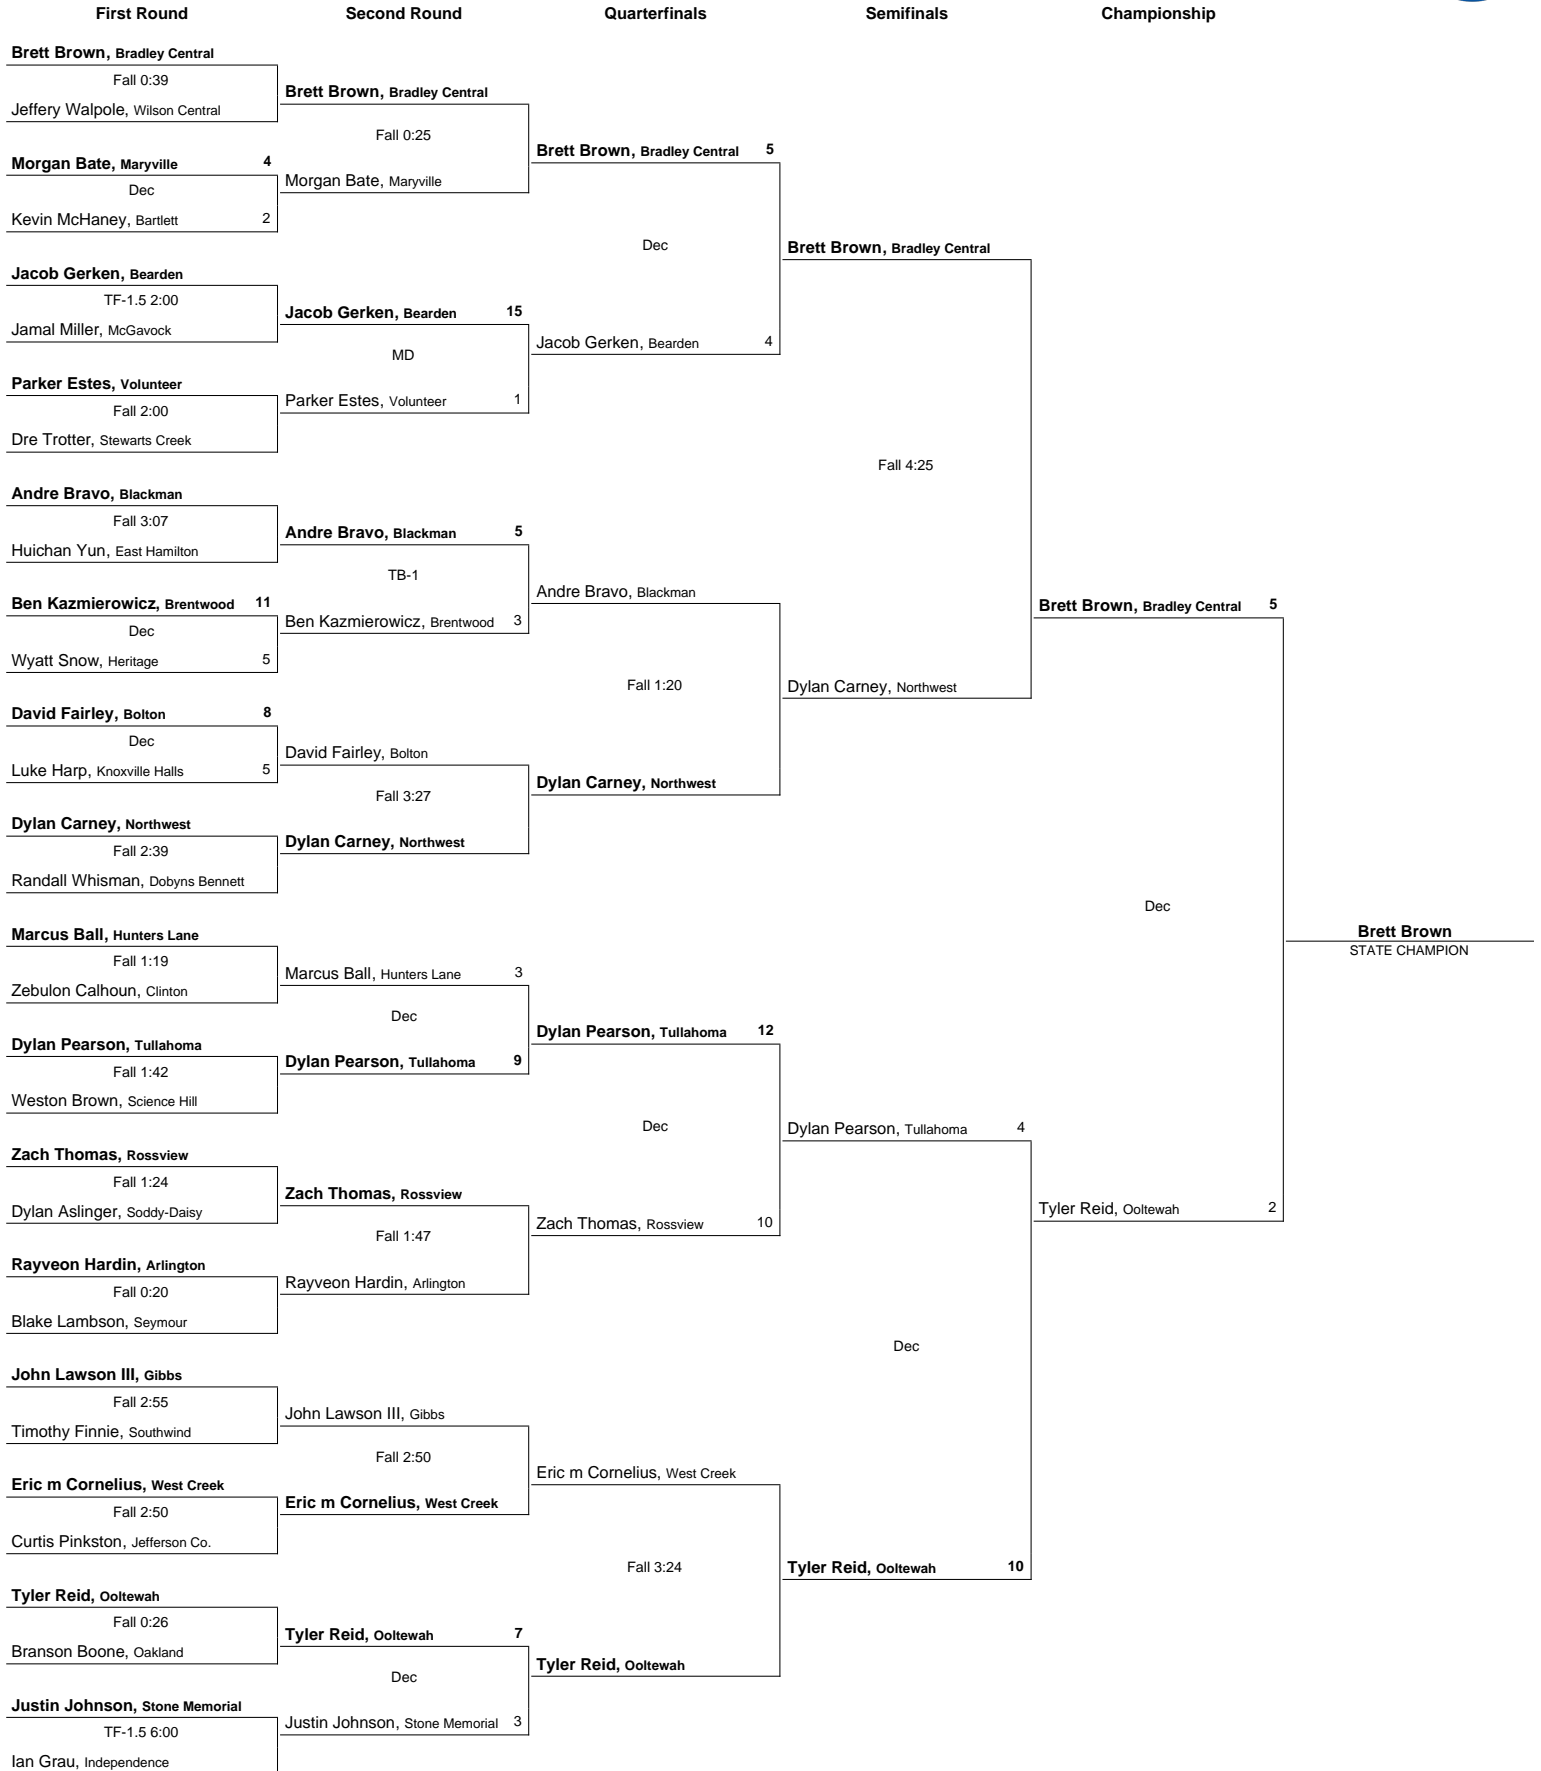 First Round
Second Round
Quarterfinals
Semifinals
Championship
Brett Brown, Bradley Central
Fall 0:39
Jeffery Walpole, Wilson Central
Morgan Bate, Maryville 4
Dec
Kevin McHaney, Bartlett 2
Jacob Gerken, Bearden
TF-1.5 2:00
Jamal Miller, McGavock
Parker Estes, Volunteer
Fall 2:00
Dre Trotter, Stewarts Creek
Andre Bravo, Blackman
Fall 3:07
Huichan Yun, East Hamilton
Ben Kazmierowicz, Brentwood 11
Dec
Wyatt Snow, Heritage 5
David Fairley, Bolton 8
Dec
Luke Harp, Knoxville Halls 5
Dylan Carney, Northwest
Fall 2:39
Randall Whisman, Dobyns Bennett
Marcus Ball, Hunters Lane
Fall 1:19
Zebulon Calhoun, Clinton
Dylan Pearson, Tullahoma
Fall 1:42
Weston Brown, Science Hill
Zach Thomas, Rossview
Fall 1:24
Dylan Aslinger, Soddy-Daisy
Rayveon Hardin, Arlington
Fall 0:20
Blake Lambson, Seymour
John Lawson III, Gibbs
Fall 2:55
Timothy Finnie, Southwind
Eric m Cornelius, West Creek
Fall 2:50
Curtis Pinkston, Jefferson Co.
Tyler Reid, Ooltewah
Fall 0:26
Branson Boone, Oakland
Justin Johnson, Stone Memorial
TF-1.5 6:00
Ian Grau, Independence
Brett Brown, Bradley Central
Fall 0:25
Morgan Bate, Maryville
Jacob Gerken, Bearden 15
MD
Parker Estes, Volunteer 1
Andre Bravo, Blackman 5
TB-1
Ben Kazmierowicz, Brentwood 3
David Fairley, Bolton
Fall 3:27
Dylan Carney, Northwest
Marcus Ball, Hunters Lane 3
Dec
Dylan Pearson, Tullahoma 9
Zach Thomas, Rossview
Fall 1:47
Rayveon Hardin, Arlington
John Lawson III, Gibbs
Fall 2:50
Eric m Cornelius, West Creek
Tyler Reid, Ooltewah 7
Dec
Justin Johnson, Stone Memorial 3
Brett Brown, Bradley Central 5
Dec
Jacob Gerken, Bearden 4
Andre Bravo, Blackman
Fall 1:20
Dylan Carney, Northwest
Dylan Pearson, Tullahoma 12
Dec
Zach Thomas, Rossview 10
Eric m Cornelius, West Creek
Fall 3:24
Tyler Reid, Ooltewah
Brett Brown, Bradley Central
Fall 4:25
Dylan Carney, Northwest
Dylan Pearson, Tullahoma 4
Dec
Tyler Reid, Ooltewah 10
Brett Brown, Bradley Central 5
Dec
Tyler Reid, Ooltewah 2
Brett Brown
STATE CHAMPION